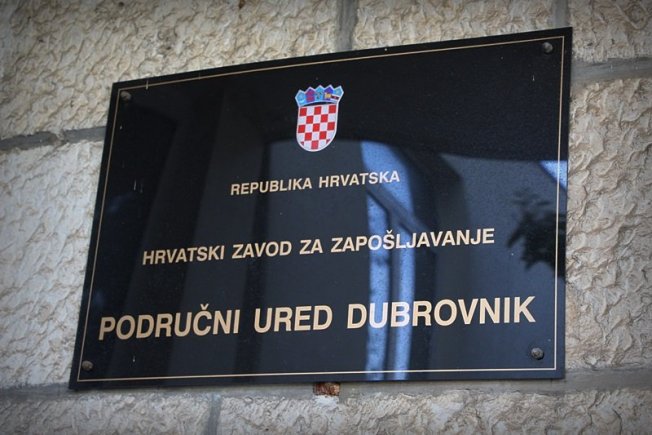 REPUBLIKA HRVATSKA
HRVATSKI ZAVOD ZA ZAPOŠLJAVANJE
PODRUČNI URED DUBROVNIK